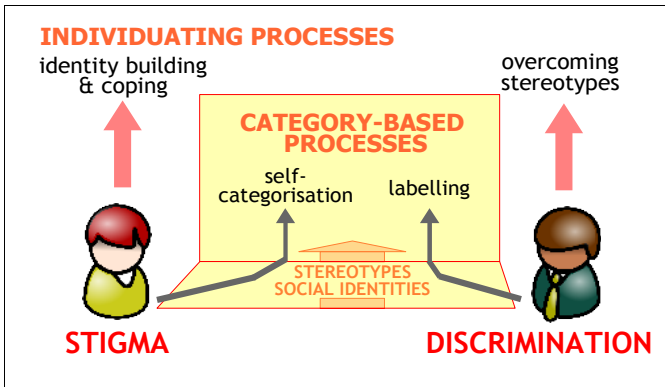 INDIVIDUATING PROCESSES
identity building
& coping
overcoming
stereotypes
CATEGORY-BASED
PROCESSES
self-
categorisation
labelling
STEREOTYPES
SOCIAL IDENTITIES
STIGMA
DISCRIMINATION